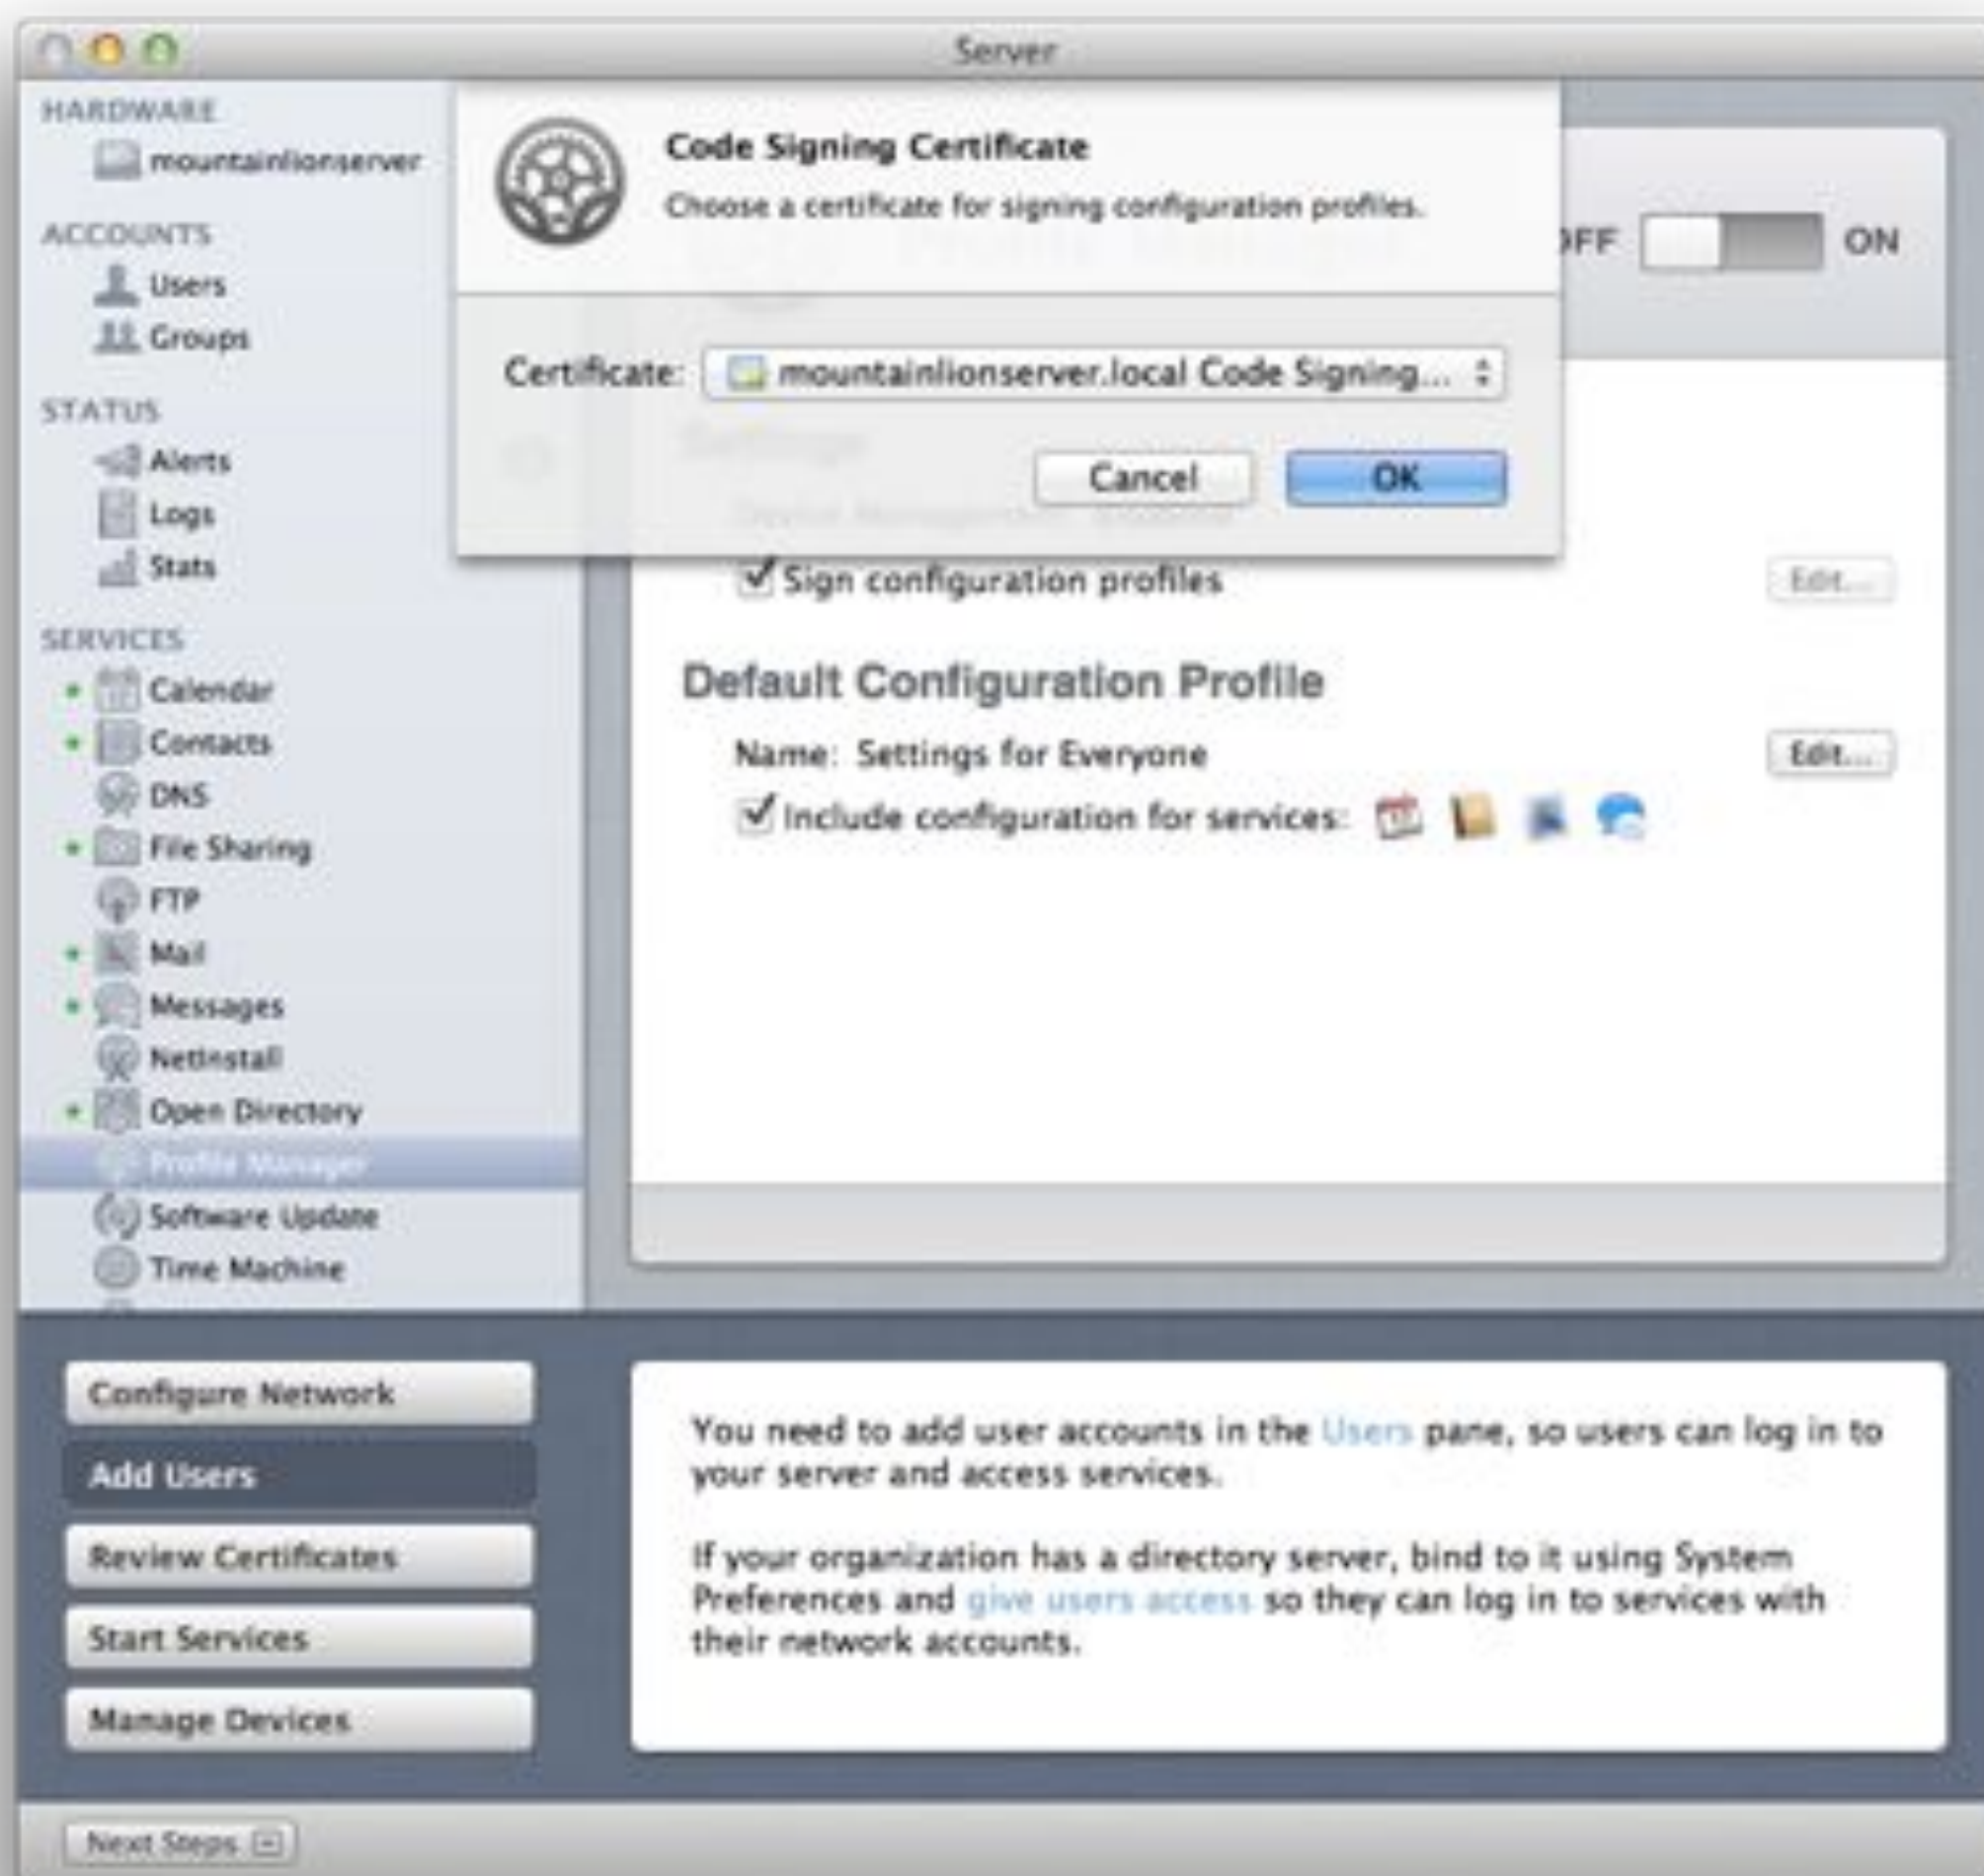 Server
HARDWARE
mountainlionserver
ACCOUNTS
Users
Groups
STATUS
Alerts
Logs
Stats
SERVICES
Calendar
Contacts
DNS
File Sharing
FTP
Mail
Messages
NetInstall
Open Directory
Profile Manager
Software Update
Time Machine
Code Signing Certificate
Choose a certificate for signing configuration profiles.
Certificate: mountainlionserver.local Code Signing...
Cancel OK
OFF ON
Settings
Sign configuration profiles Edit...
Default Configuration Profile
Name: Settings for Everyone Edit...
Include configuration for services:
Configure Network
Add Users
Review Certificates
Start Services
Manage Devices
You need to add user accounts in the Users pane, so users can log in to
your server and access services.
If your organization has a directory server, bind to it using System
Preferences and give users access so they can log in to services with
their network accounts.
Next Steps